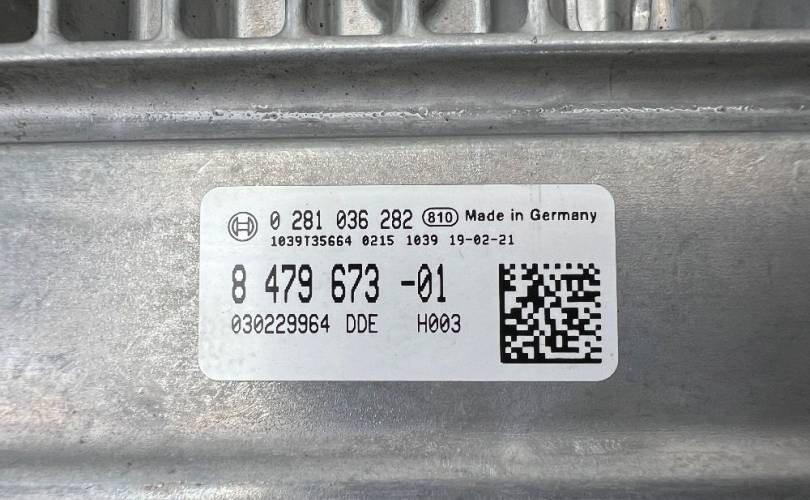 0 281 036 282 810 Made in Germany
1039T35664 0215 1039 19-02-21
8 479 673 -01
030229964 DDE H003